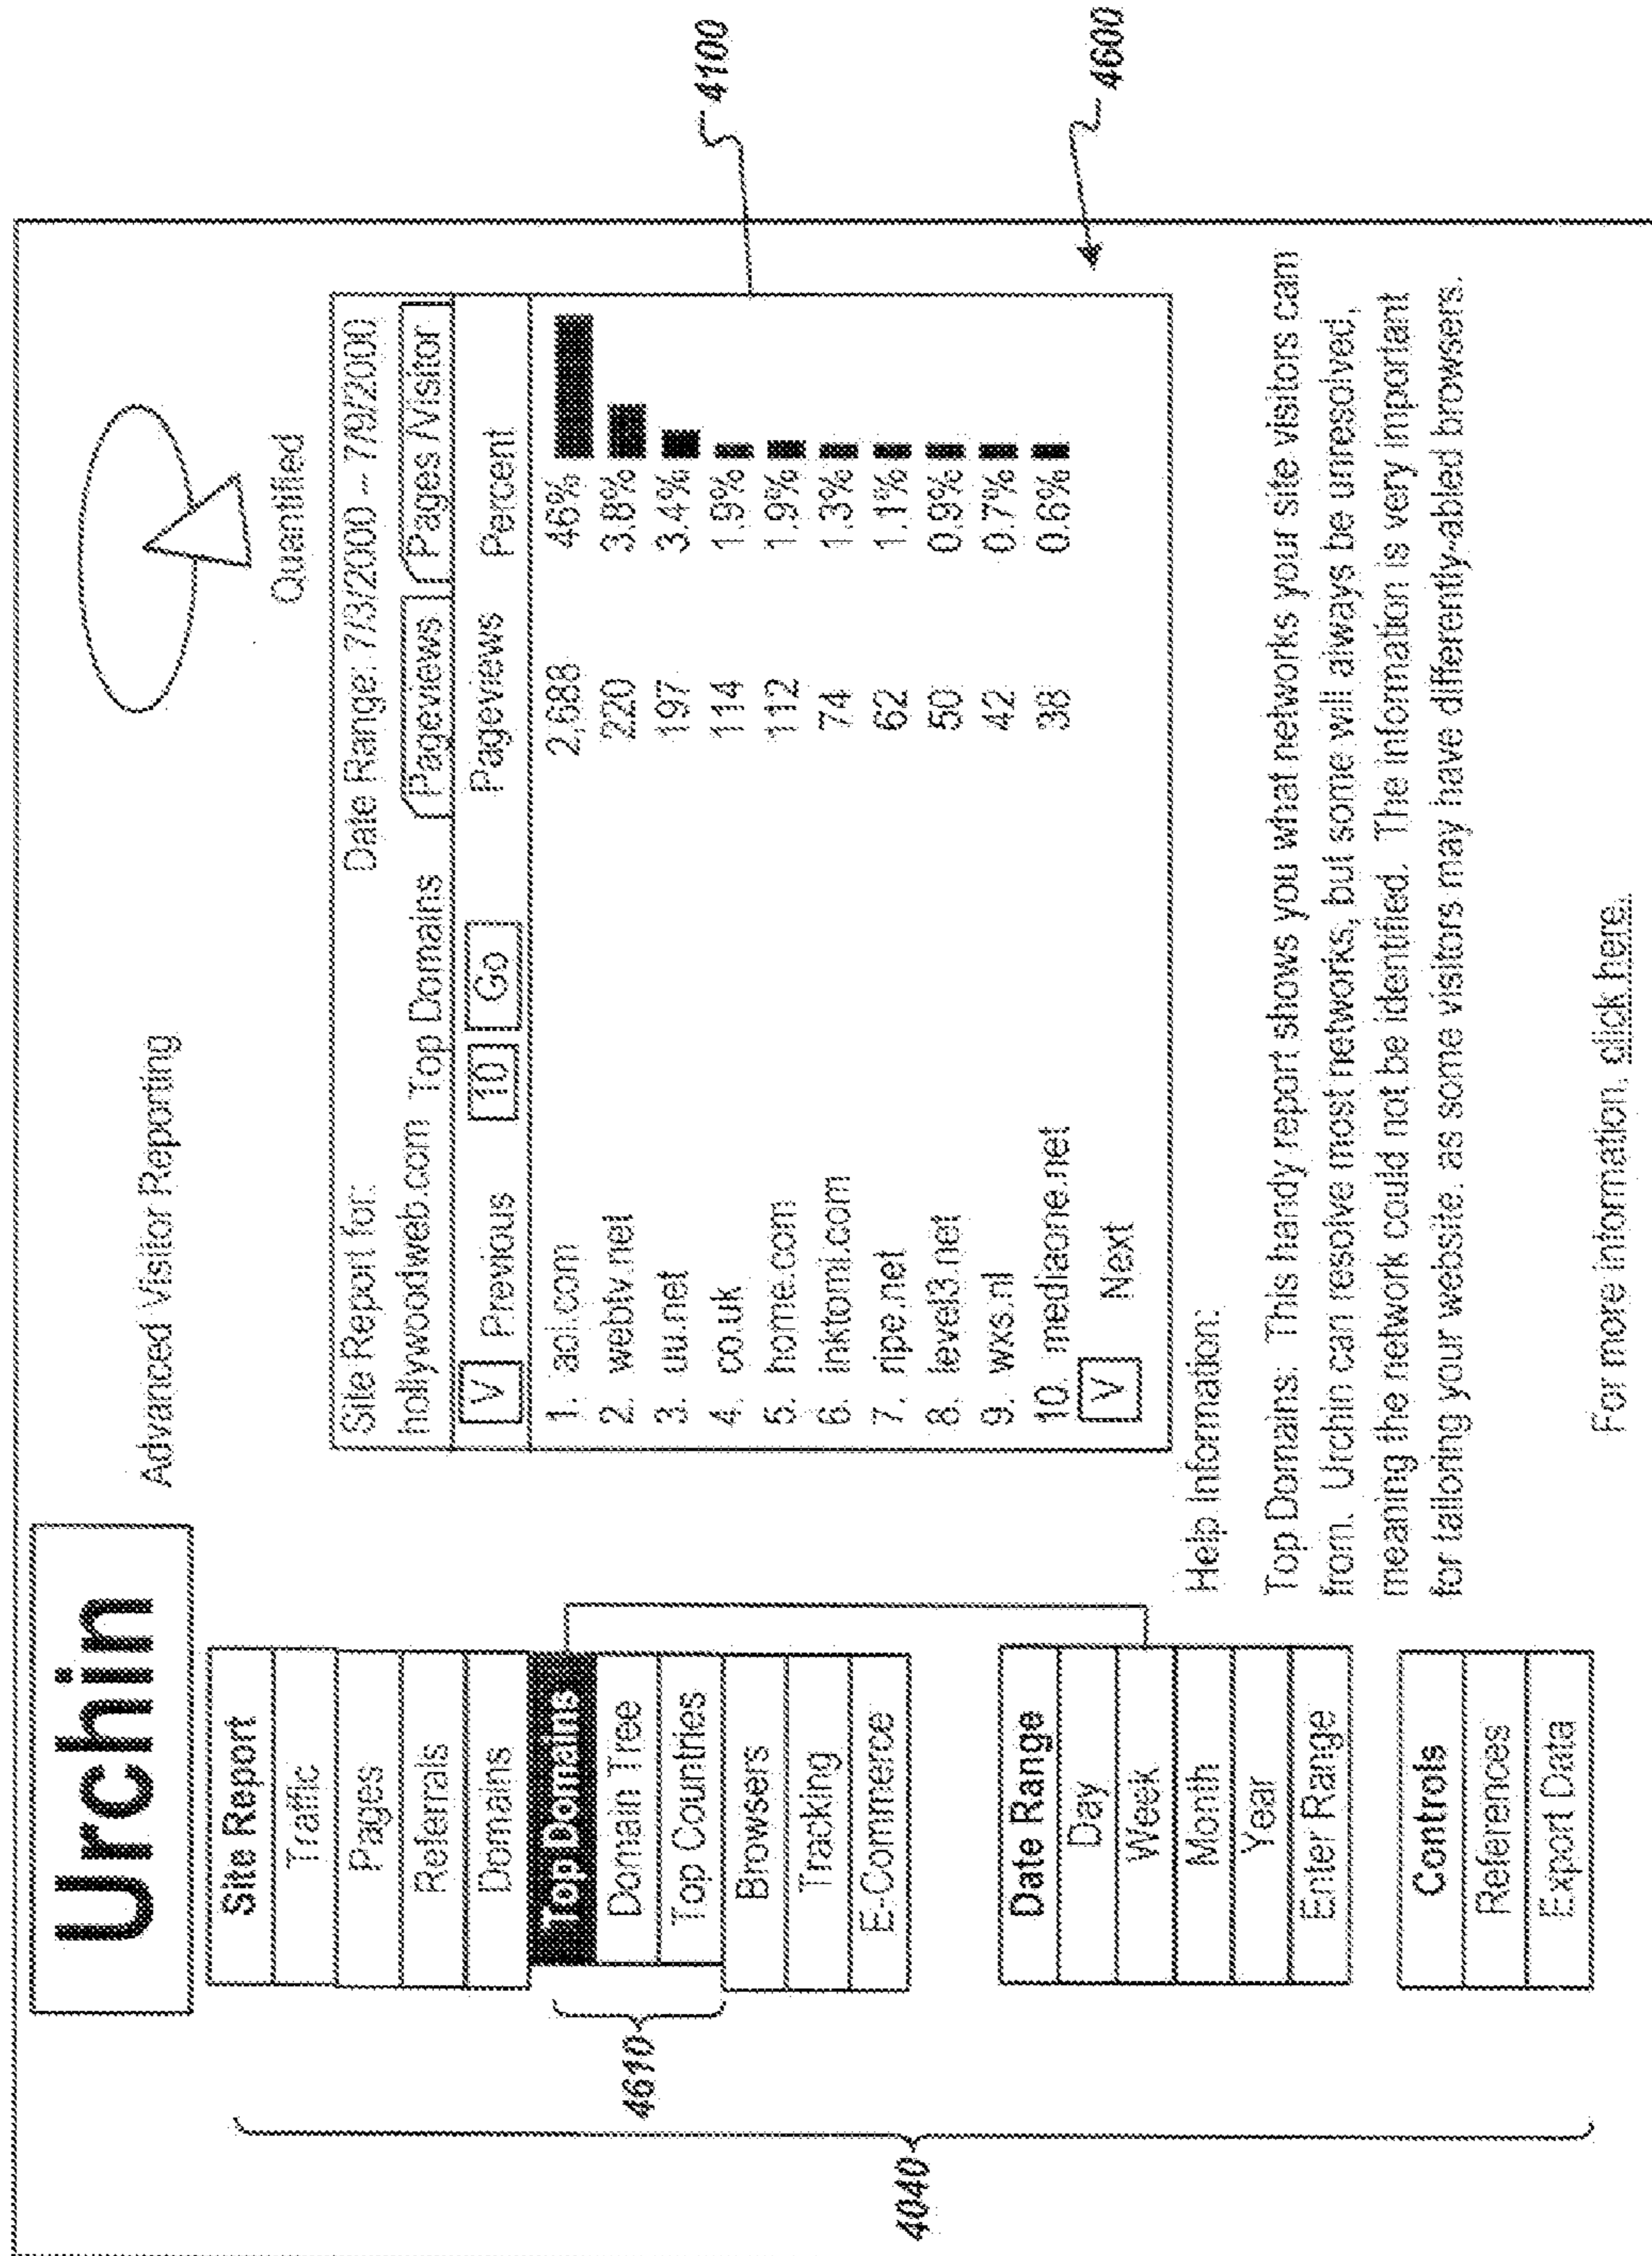 Urchin
Advanced Visitor Reporting
Quantified
Site Report
Traffic
Pages
Referrals
Domains
Top Domains
Domain Tree
Top Countries
Browsers
Tracking
E-Commerce
Date Range
Day
Week
Month
Year
Enter Range
Controls
References
Export Data
4610
4040
Site Report for: Date Range: 7/3/2000 -- 7/9/2000
hollywoodweb.com Top Domains Pageviews Pages /Visitor
V Previous 10 Go Pageviews Percent
1. aol.com 2,688 46%
2. webtv.net 220 3.8%
3. uu.net 197 3.4%
4. co.uk 114 1.9%
5. home.com 112 1.9%
6. inktomi.com 74 1.3%
7. ripe.net 62 1.1%
8. level3.net 50 0.9%
9. wxs.nl 42 0.7%
10. mediaone.net 38 0.6%
V Next
4100
4600
Help Information:
Top Domains: This handy report shows you what networks your site visitors cam
from. Urchin can resolve most networks, but some will always be unresolved,
meaning the network could not be identified. The information is very important
for tailoring your website. as some visitors may have differently-abled browsers.
For more information, click here.